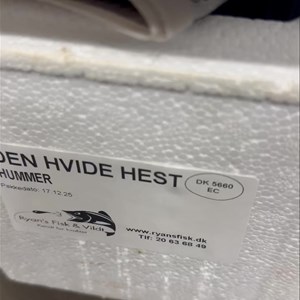 DEN HVIDE HEST
HUMMER
DK 5660
EC
Pakkedato: 17.12.25
Ryan's Fisk & Vildt
www.ryansfisk.dk
Tlf: 20 63 68 49